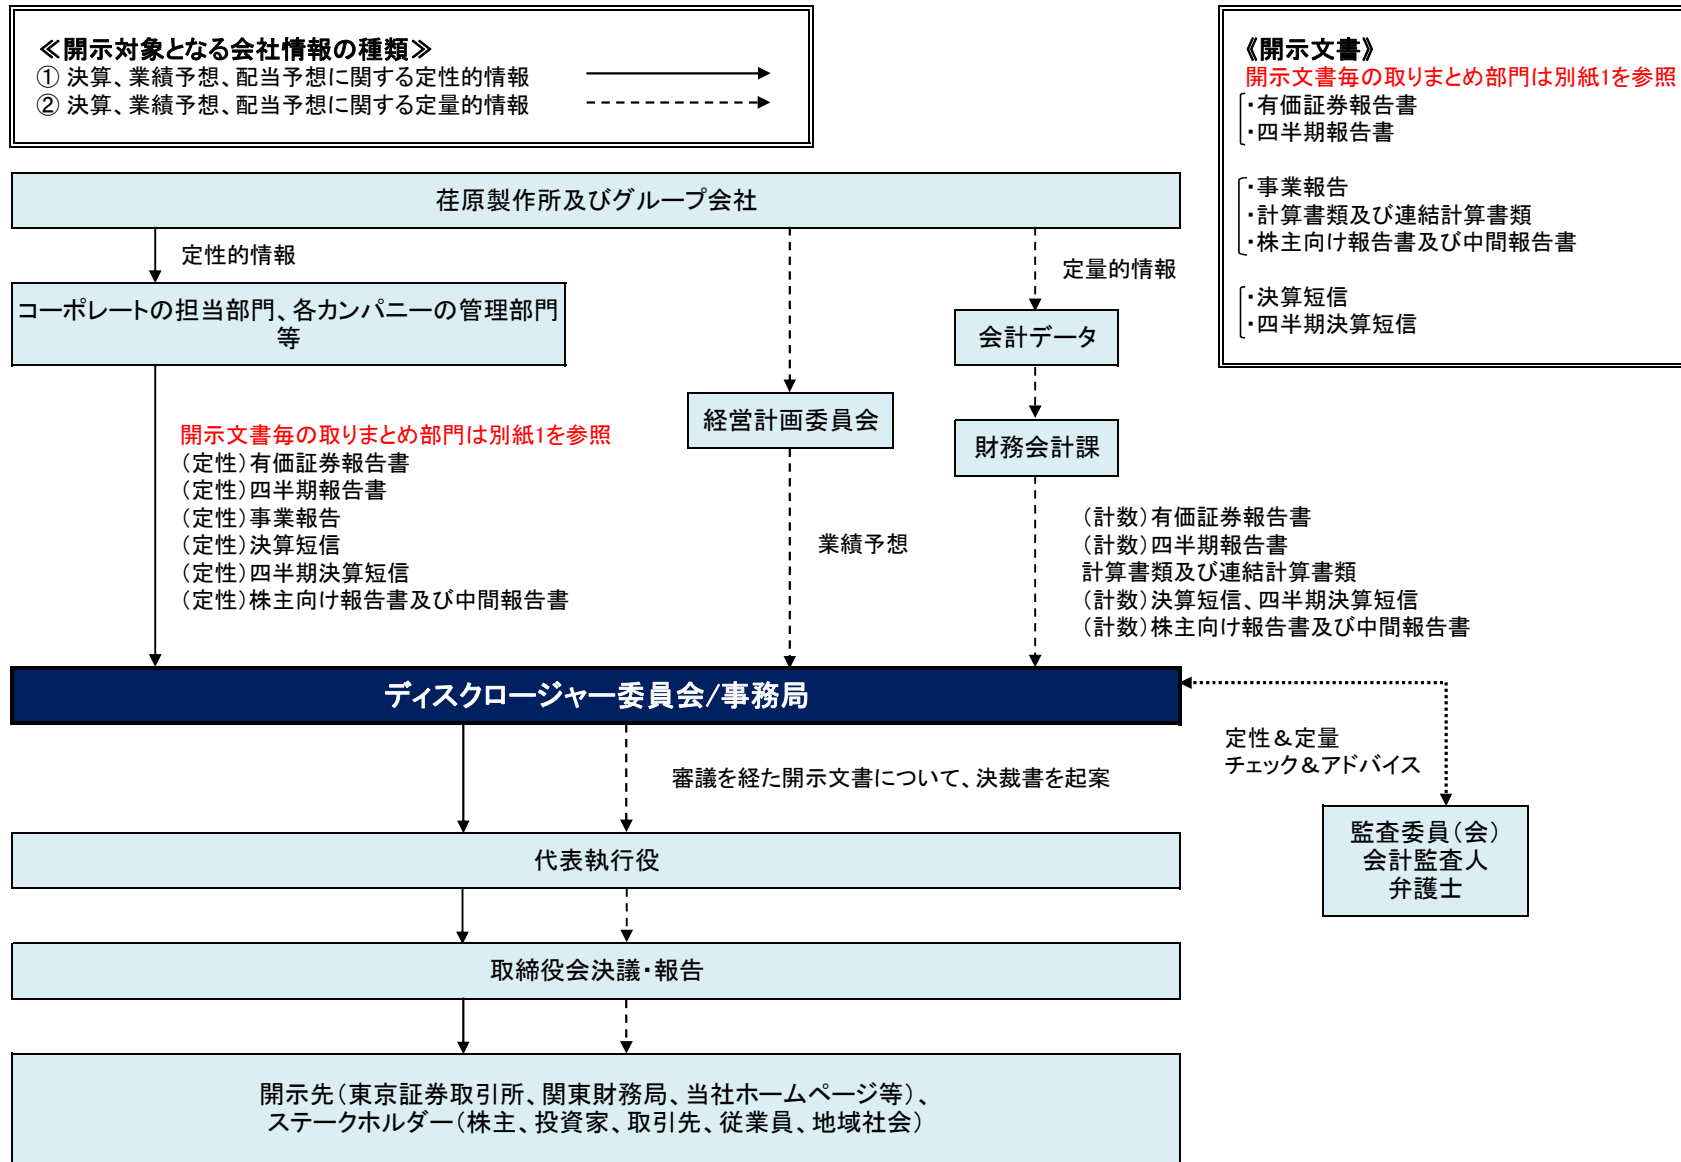 ≪開示対象となる会社情報の種類≫
① 決算、業績予想、配当予想に関する定性的情報
② 決算、業績予想、配当予想に関する定量的情報
《開示文書》
開示文書毎の取りまとめ部門は別紙1を参照
・有価証券報告書
・四半期報告書
・事業報告
・計算書類及び連結計算書類
・株主向け報告書及び中間報告書
・決算短信
・四半期決算短信
荏原製作所及びグループ会社
定性的情報
定量的情報
コーポレートの担当部門、各カンパニーの管理部門
等
会計データ
経営計画委員会
財務会計課
開示文書毎の取りまとめ部門は別紙1を参照
（定性）有価証券報告書
（定性）四半期報告書
（定性）事業報告
（定性）決算短信
（定性）四半期決算短信
（定性）株主向け報告書及び中間報告書
業績予想
（計数）有価証券報告書
（計数）四半期報告書
計算書類及び連結計算書類
（計数）決算短信、四半期決算短信
（計数）株主向け報告書及び中間報告書
ディスクロージャー委員会/事務局
定性＆定量
チェック＆アドバイス
審議を経た開示文書について、決裁書を起案
監査委員（会）
会計監査人
弁護士
代表執行役
取締役会決議・報告
開示先（東京証券取引所、関東財務局、当社ホームページ等）、
ステークホルダー（株主、投資家、取引先、従業員、地域社会）